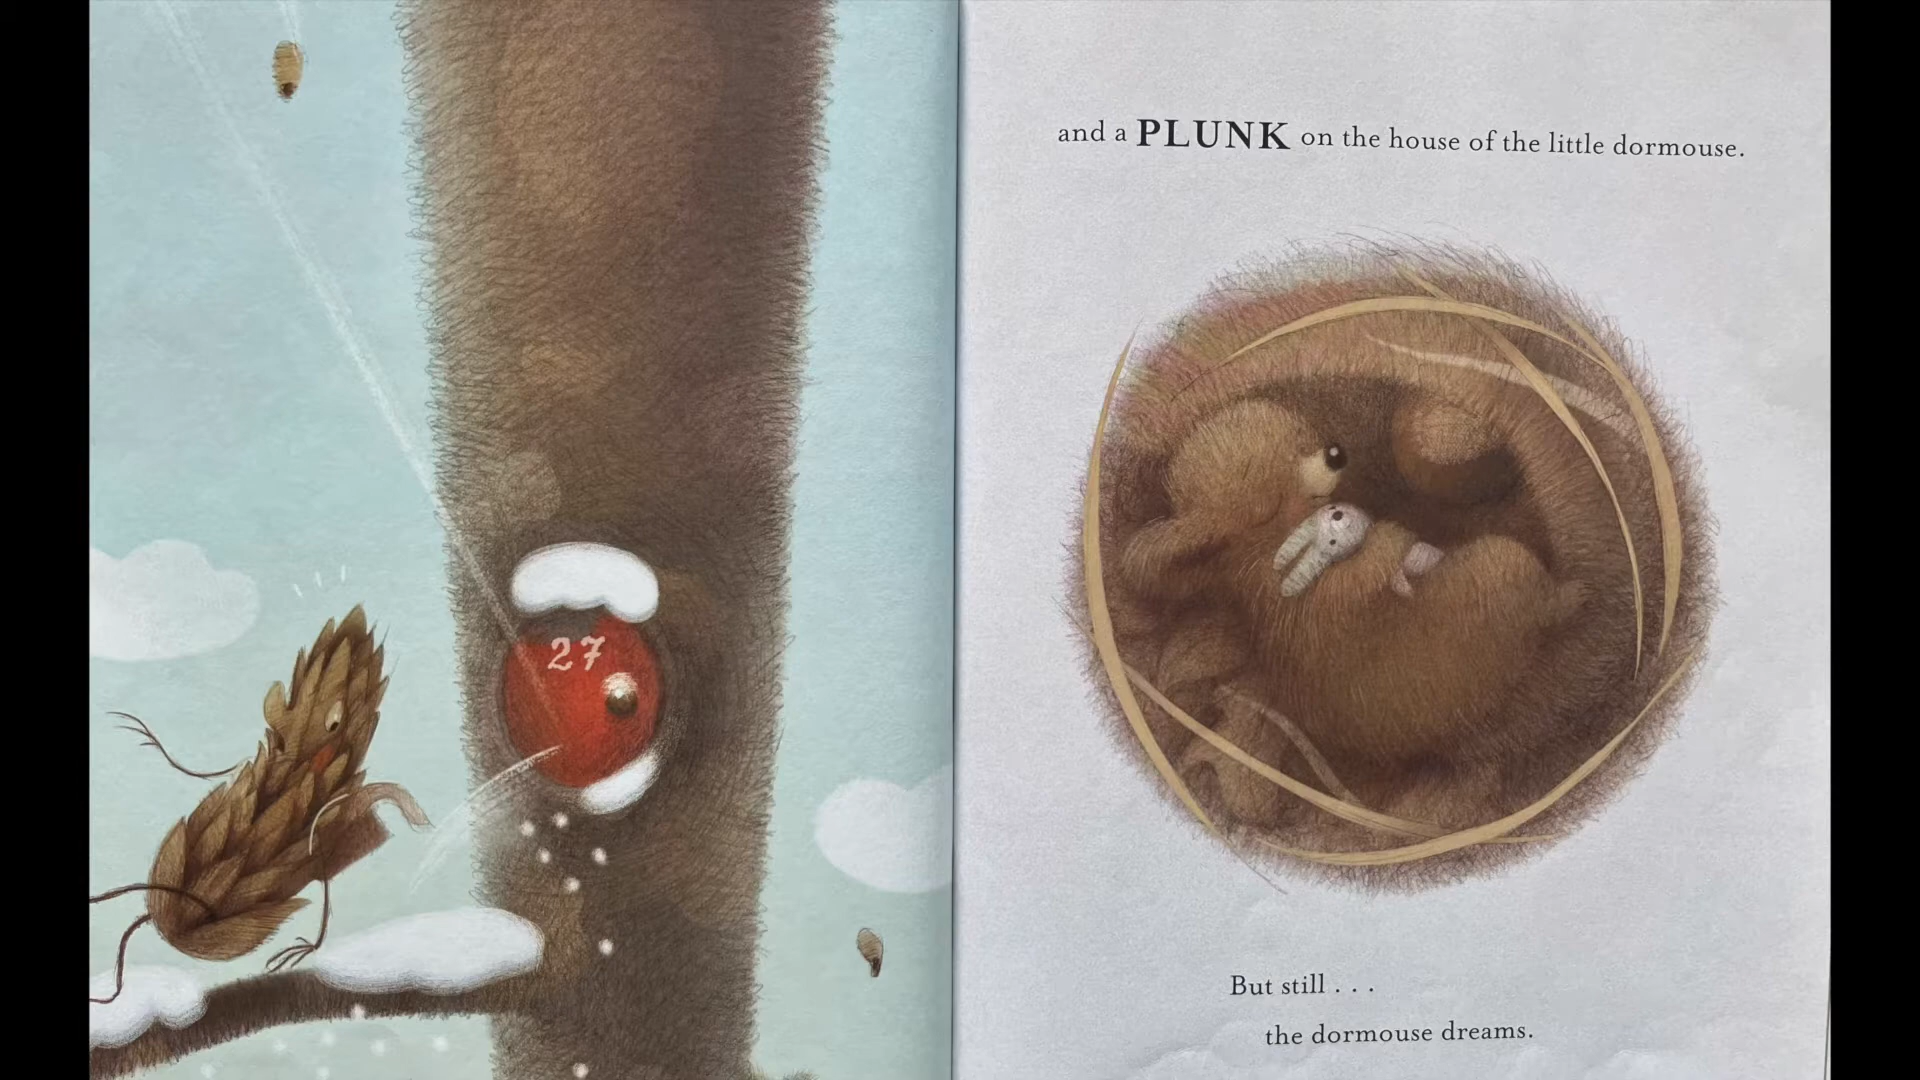 27
and a PLUNK on the house of the little dormouse.
But still . . .
the dormouse dreams.